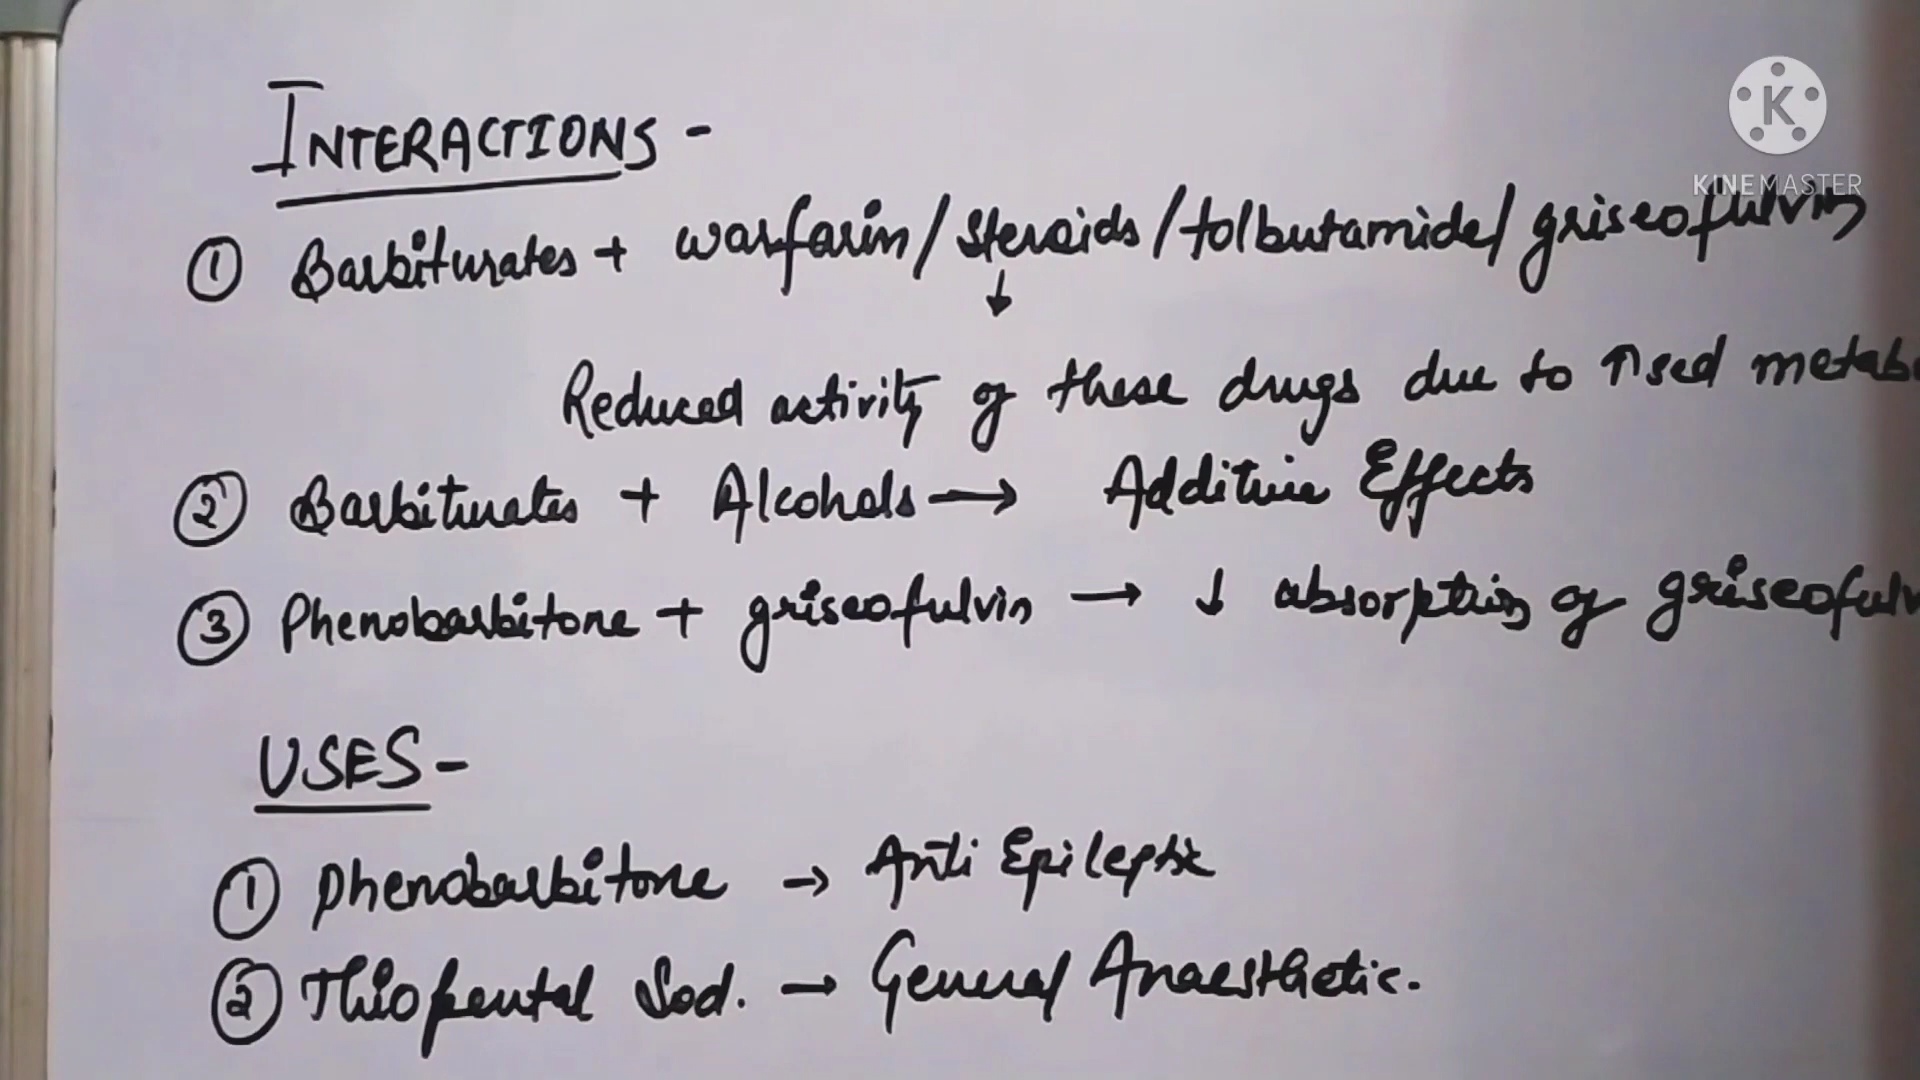 INTERACTIONS -
K
KINEMASTER
① Barbiturates + warfarin / steroids / tolbutamide / griseofulvin
↓
Reduced activity of these drugs due to ↑sed metab
② Barbiturates + Alcohols → Additive Effects
③ Phenobarbitone + griseofulvin → ↓ absorption of griseofulv
USES -
① Phenobarbitone → Anti Epileptic
② Thiopental Sod. → General Anaesthetic.